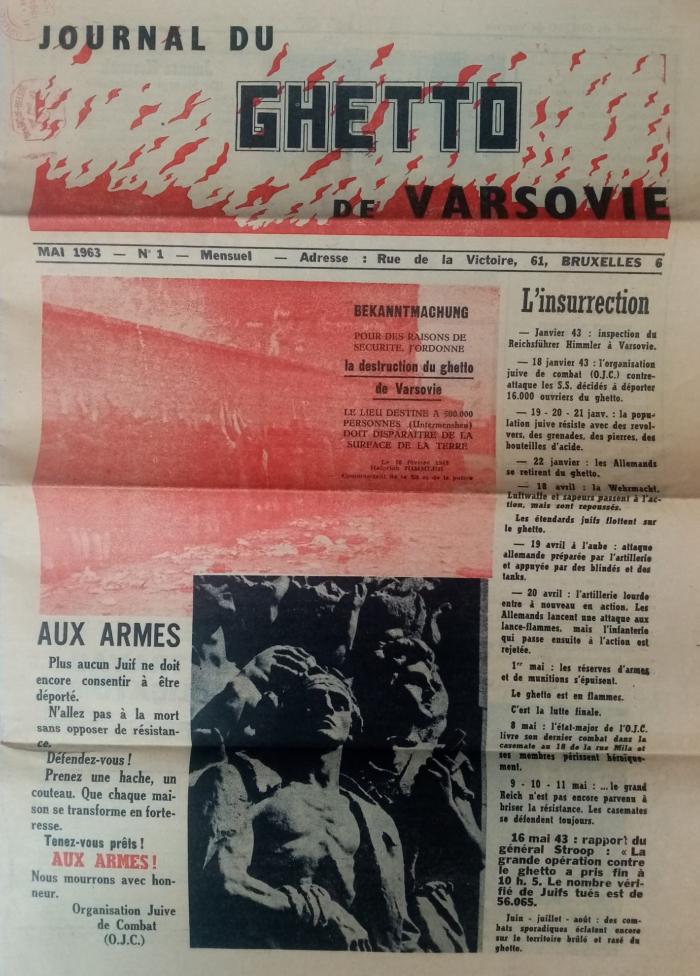 JOURNAL DU
GHETTO
DE VARSOVIE
MAI 1963 — N° 1 — Mensuel — Adresse : Rue de la Victoire, 61, BRUXELLES 6
BEKANNTMACHUNG
POUR DES RAISONS DE
SECURITE, J'ORDONNE
la destruction du ghetto
de Varsovie
LE LIEU DESTINE A 500.000
PERSONNES (Untermenshen)
DOIT DISPARAITRE DE LA
SURFACE DE LA TERRE
Le 16 février 1943
Heinrich HIMMLER
Commandant de la SS et de la police
AUX ARMES
Plus aucun Juif ne doit
encore consentir à être
déporté.
N'allez pas à la mort
sans opposer de résistan-
ce.
Défendez-vous !
Prenez une hache, un
couteau. Que chaque mai-
son se transforme en forte-
resse.
Tenez-vous prêts !
AUX ARMES !
Nous mourrons avec hon-
neur.
Organisation Juive
de Combat
(O.J.C.)
L'insurrection
— Janvier 43 : inspection du
Reichsführer Himmler à Varsovie.
— 18 janvier 43 : l'organisation
juive de combat (O.J.C.) contre-
attaque les S.S. décidés à déporter
16.000 ouvriers du ghetto.
— 19 - 20 - 21 janv. : la popu-
lation juive résiste avec des revol-
vers, des grenades, des pierres, des
bouteilles d'acide.
— 22 janvier : les Allemands
se retirent du ghetto.
— 18 avril : la Wehrmacht,
Luftwaffe et sapeurs passent à l'ac-
tion, mais sont repoussés.
Les étendards juifs flottent sur
le ghetto.
— 19 avril à l'aube : attaque
allemande préparée par l'artillerie
et appuyée par des blindés et des
tanks.
— 20 avril : l'artillerie lourde
entre à nouveau en action. Les
Allemands lancent une attaque aux
lance-flammes, mais l'infanterie
qui passe ensuite à l'action est
rejetée.
1er mai : les réserves d'armes
et de munitions s'épuisent.
Le ghetto est en flammes.
C'est la lutte finale.
8 mai : l'état-major de l'O.J.C.
livre son dernier combat dans la
casemate au 18 de la rue Mila et
ses membres périssent héroïque-
ment.
9 - 10 - 11 mai : ... le grand
Reich n'est pas encore parvenu à
briser la résistance. Les casemates
se défendent toujours.
16 mai 43 : rapport du
général Stroop : « La
grande opération contre
le ghetto a pris fin à
10 h. 5. Le nombre véri-
fié de Juifs tués est de
56.065.
Juin - juillet - août : des com-
bats sporadiques éclatent encore
sur le territoire brûlé et rasé du
ghetto.